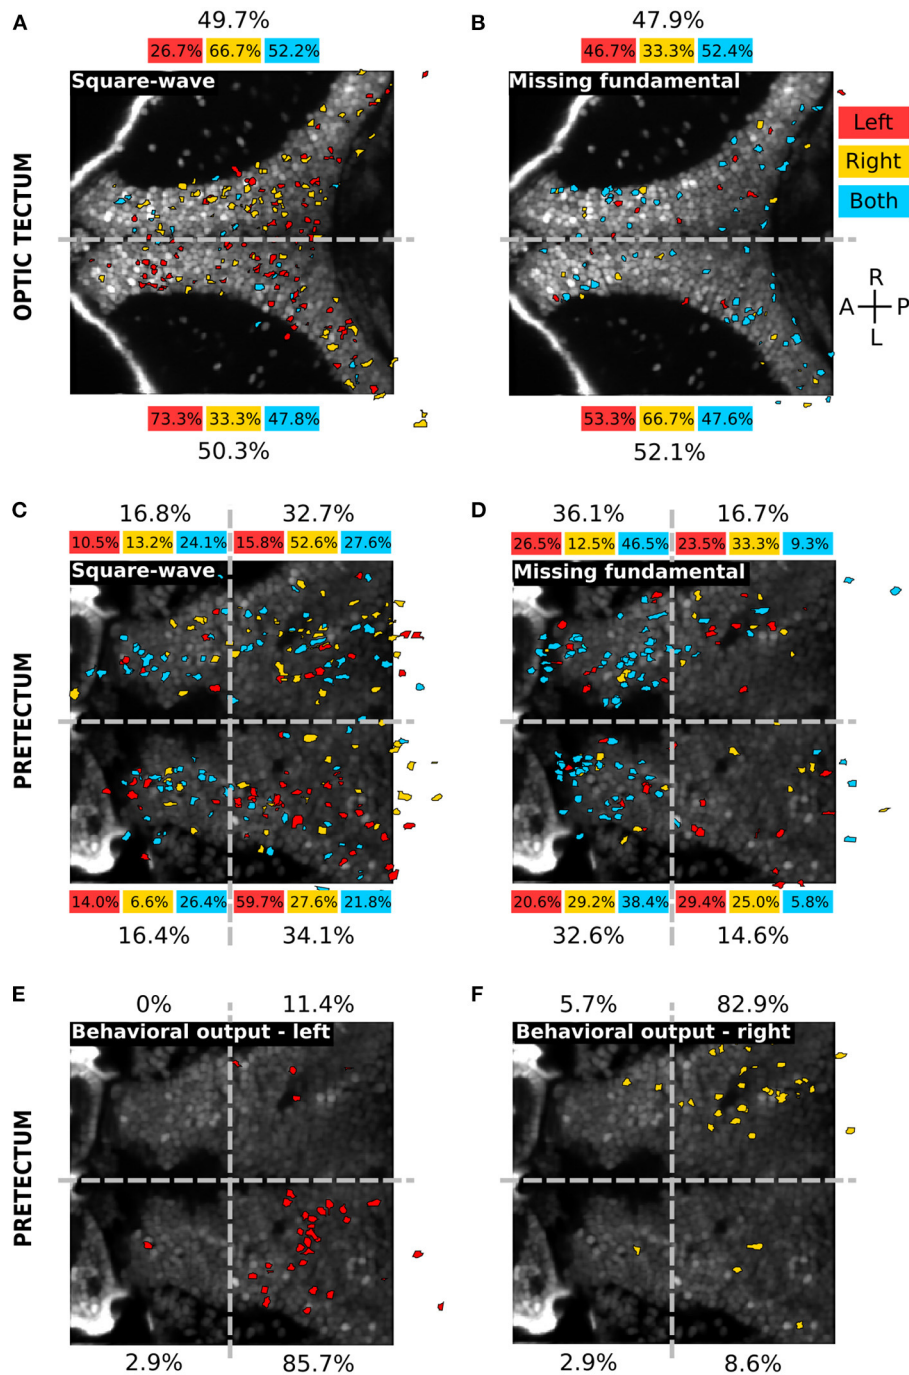 A
49.7%
26.7% 66.7% 52.2%
Square-wave
B
47.9%
46.7% 33.3% 52.4%
Missing fundamental
Left
Right
Both
OPTIC TECTUM
R
A P
L
73.3% 33.3% 47.8%
50.3%
53.3% 66.7% 47.6%
52.1%
C
16.8% 32.7%
10.5% 13.2% 24.1% 15.8% 52.6% 27.6%
Square-wave
D
36.1% 16.7%
26.5% 12.5% 46.5% 23.5% 33.3% 9.3%
Missing fundamental
PRETECTUM
14.0% 6.6% 26.4% 59.7% 27.6% 21.8%
16.4% 34.1%
20.6% 29.2% 38.4% 29.4% 25.0% 5.8%
32.6% 14.6%
E
0% 11.4%
Behavioral output - left
F
5.7% 82.9%
Behavioral output - right
PRETECTUM
2.9% 85.7%
2.9% 8.6%